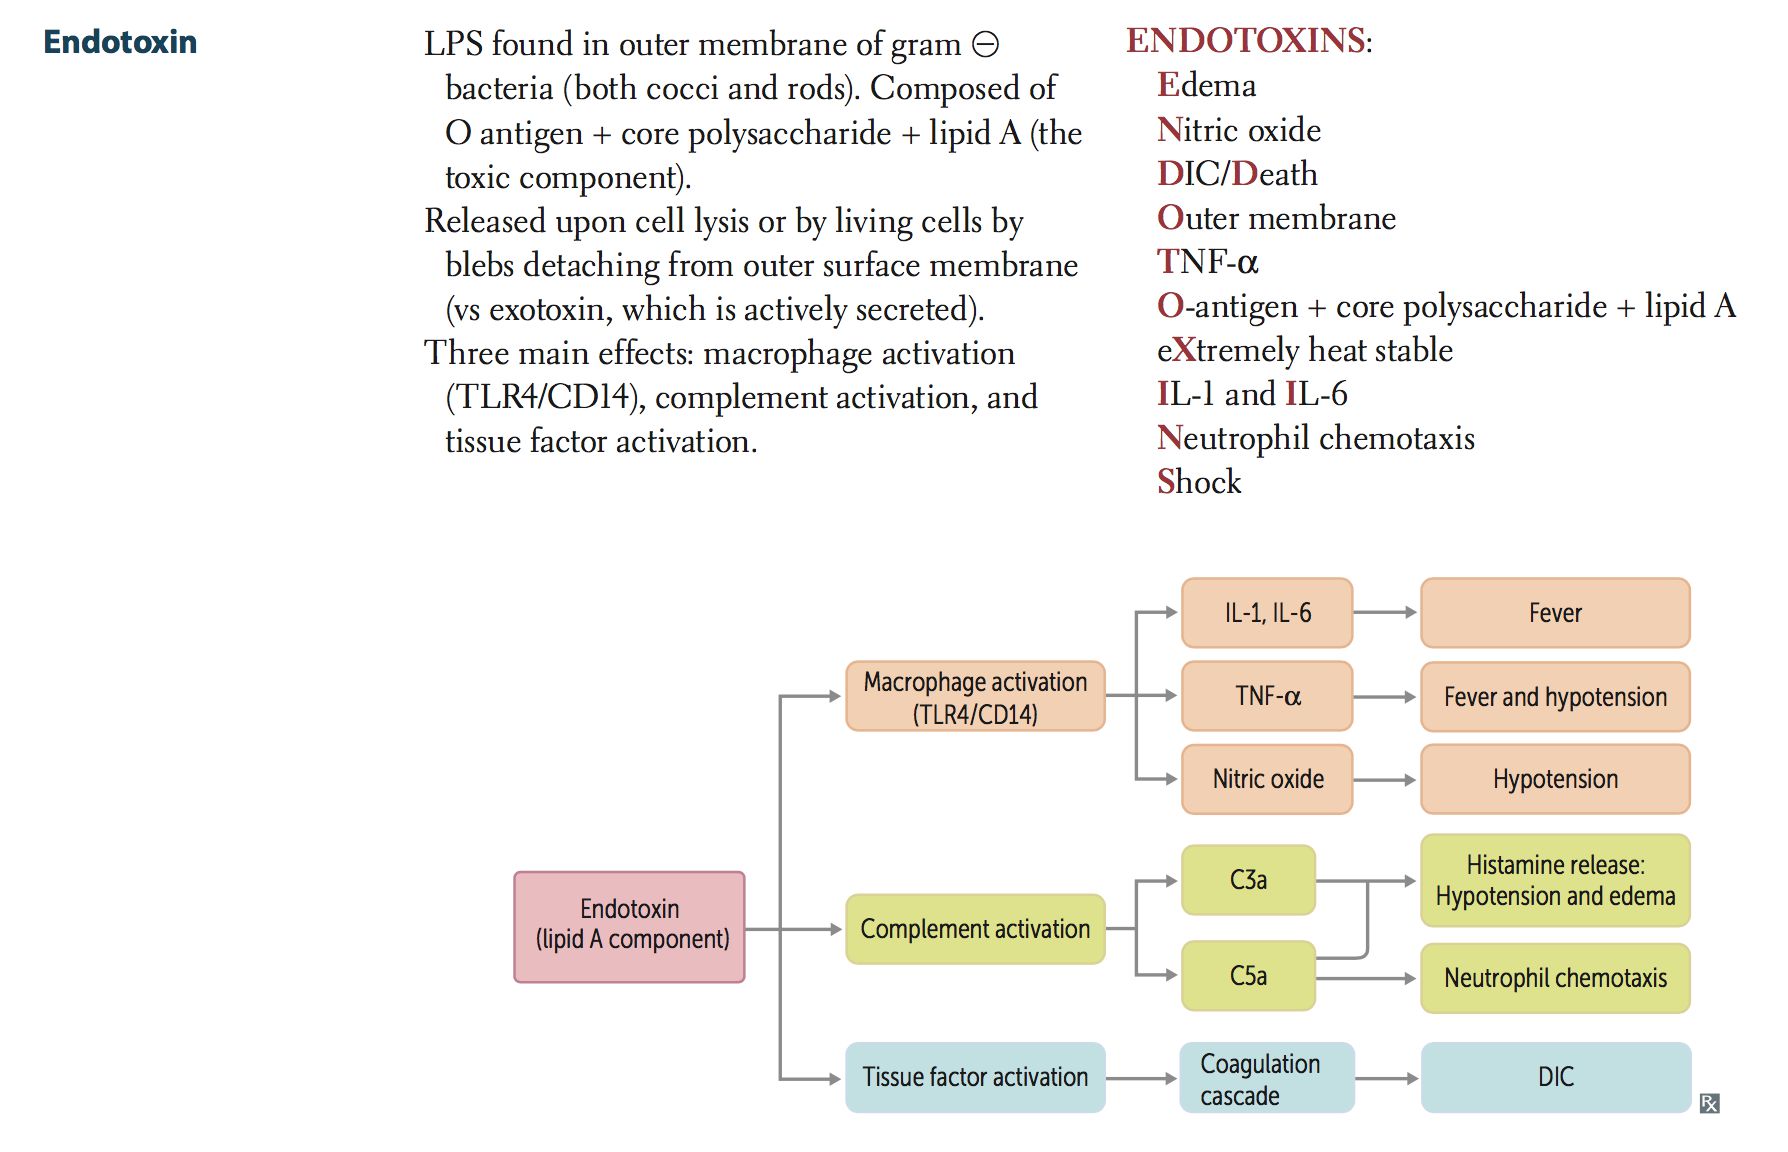 Endotoxin
LPS found in outer membrane of gram ⊖
bacteria (both cocci and rods). Composed of
O antigen + core polysaccharide + lipid A (the
toxic component).
Released upon cell lysis or by living cells by
blebs detaching from outer surface membrane
(vs exotoxin, which is actively secreted).
Three main effects: macrophage activation
(TLR4/CD14), complement activation, and
tissue factor activation.
ENDOTOXINS:
Edema
Nitric oxide
DIC/Death
Outer membrane
TNF-α
O-antigen + core polysaccharide + lipid A
eXtremely heat stable
IL-1 and IL-6
Neutrophil chemotaxis
Shock
Endotoxin
(lipid A component)
Macrophage activation
(TLR4/CD14)
IL-1, IL-6
Fever
TNF-α
Fever and hypotension
Nitric oxide
Hypotension
Complement activation
C3a
Histamine release:
Hypotension and edema
C5a
Neutrophil chemotaxis
Tissue factor activation
Coagulation
cascade
DIC
Rx